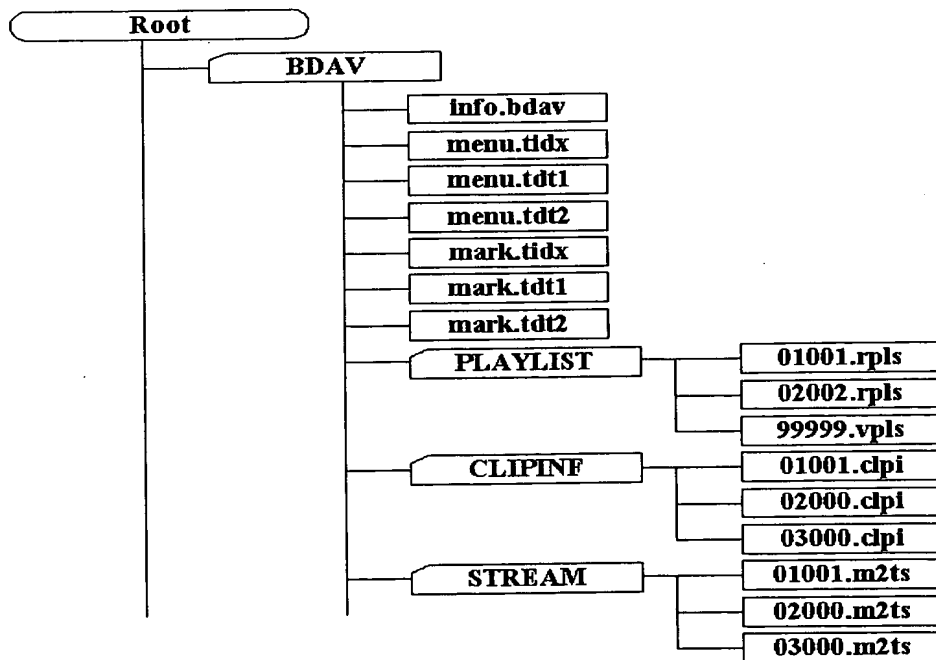 Root
BDAV
info.bdav
menu.tidx
menu.tdt1
menu.tdt2
mark.tidx
mark.tdt1
mark.tdt2
PLAYLIST
01001.rpls
02002.rpls
99999.vpls
CLIPINF
01001.clpi
02000.clpi
03000.clpi
STREAM
01001.m2ts
02000.m2ts
03000.m2ts